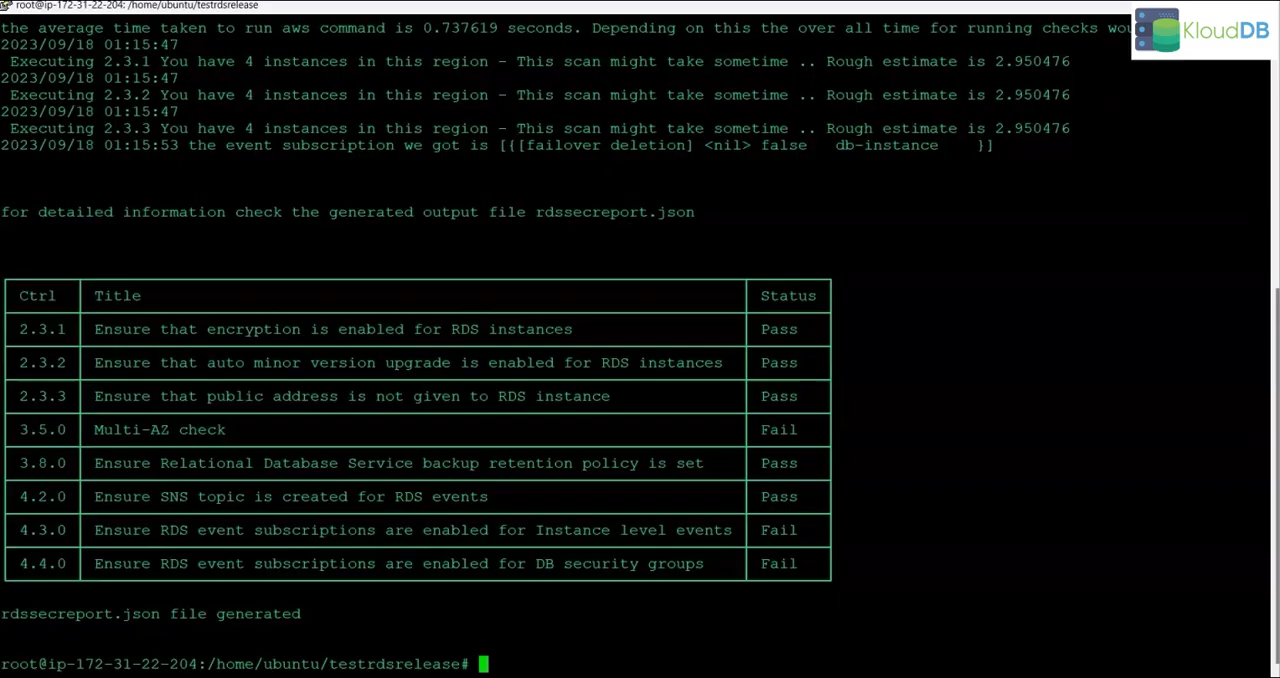 root@ip-172-31-22-204: /home/ubuntu/testrdsrelease
KloudDB
the average time taken to run aws command is 0.737619 seconds. Depending on this the over all time for running checks wou
2023/09/18 01:15:47
Executing 2.3.1 You have 4 instances in this region - This scan might take sometime .. Rough estimate is 2.950476
2023/09/18 01:15:47
Executing 2.3.2 You have 4 instances in this region - This scan might take sometime .. Rough estimate is 2.950476
2023/09/18 01:15:47
Executing 2.3.3 You have 4 instances in this region - This scan might take sometime .. Rough estimate is 2.950476
2023/09/18 01:15:53 the event subscription we got is [{[failover deletion] <nil> false db-instance }]
for detailed information check the generated output file rdssecreport.json
Ctrl Title Status
2.3.1 Ensure that encryption is enabled for RDS instances Pass
2.3.2 Ensure that auto minor version upgrade is enabled for RDS instances Pass
2.3.3 Ensure that public address is not given to RDS instance Pass
3.5.0 Multi-AZ check Fail
3.8.0 Ensure Relational Database Service backup retention policy is set Pass
4.2.0 Ensure SNS topic is created for RDS events Pass
4.3.0 Ensure RDS event subscriptions are enabled for Instance level events Fail
4.4.0 Ensure RDS event subscriptions are enabled for DB security groups Fail
rdssecreport.json file generated
root@ip-172-31-22-204:/home/ubuntu/testrdsrelease#